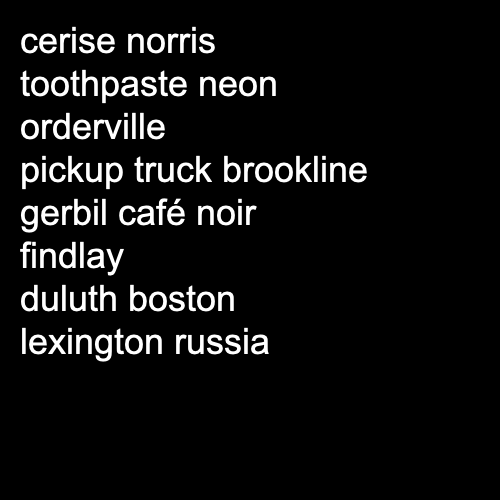 cerise norris
toothpaste neon
orderville
pickup truck brookline
gerbil café noir
findlay
duluth boston
lexington russia